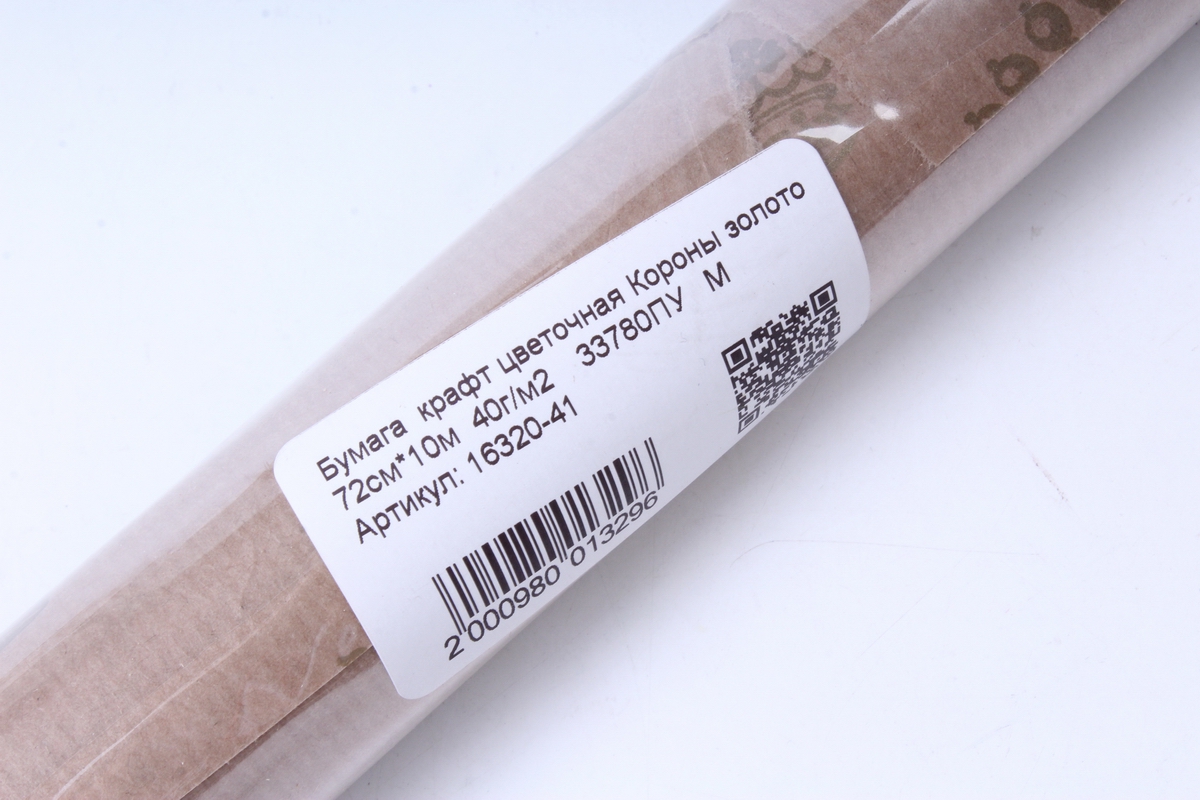 Бумага крафт цветочная Короны золото
72см*10м 40г/м2 33780ПУ М
Артикул: 16320-41
2 000980 013296